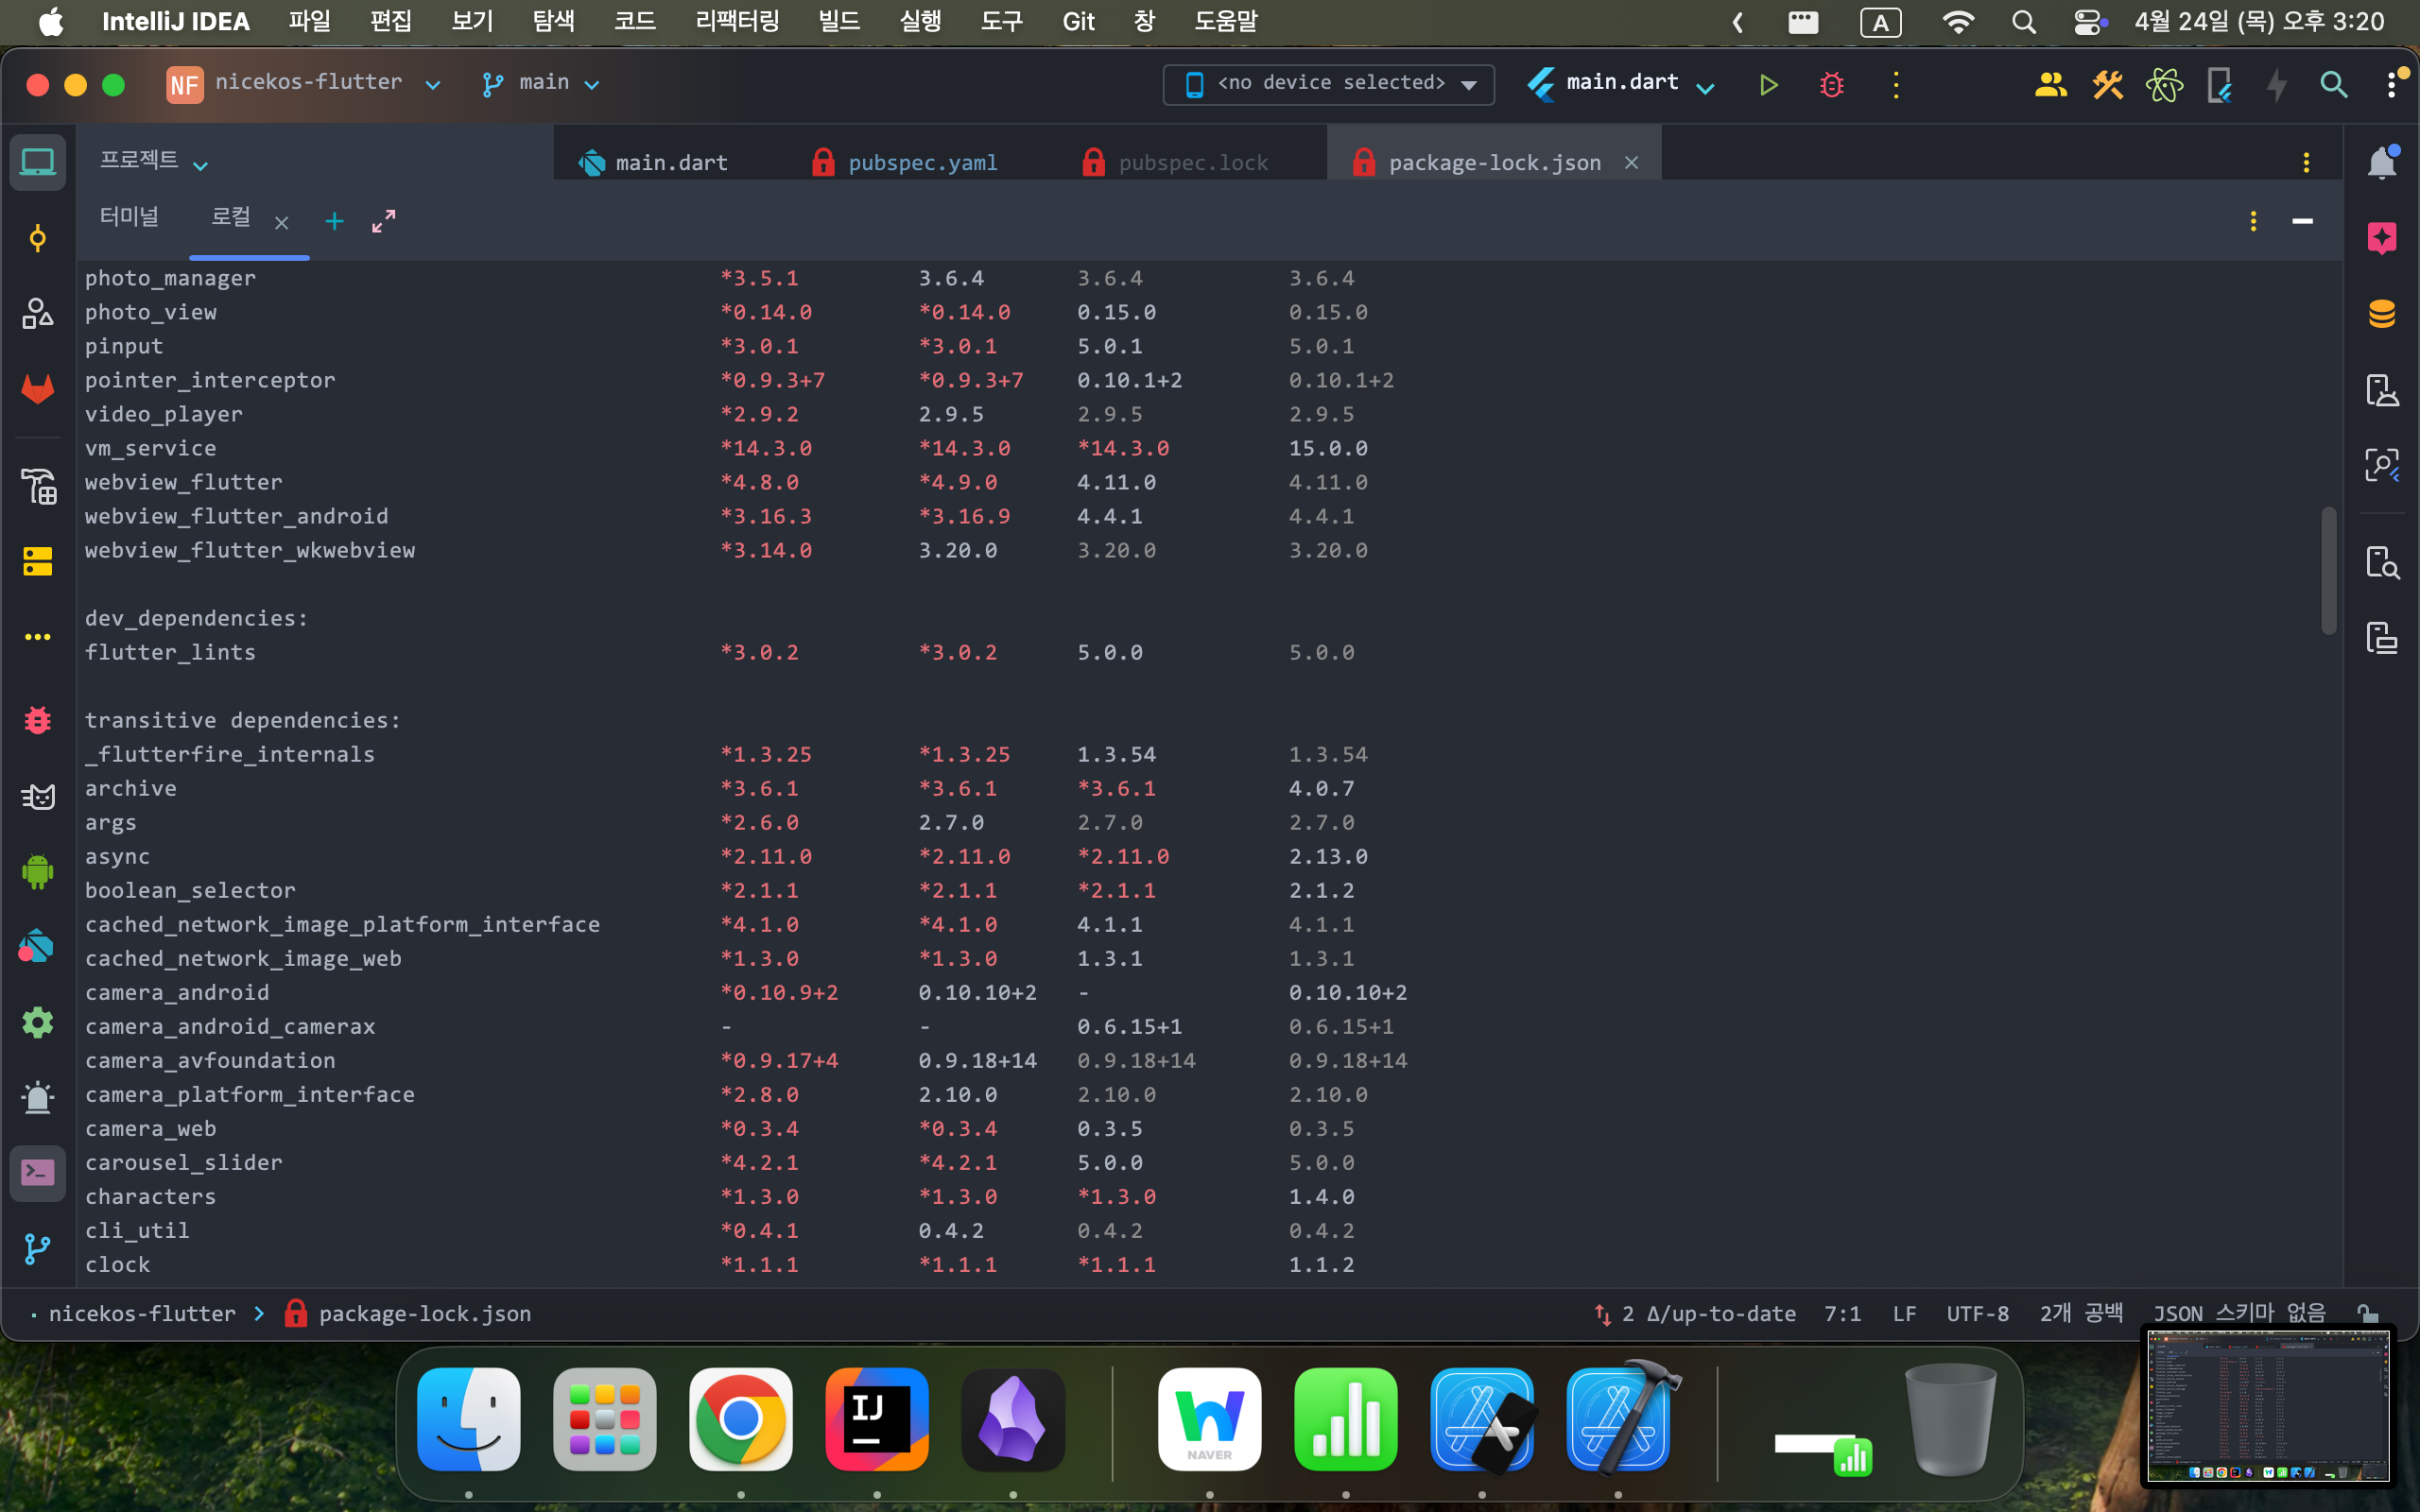 IntelliJ IDEA 파일 편집 보기 탐색 코드 리팩터링 빌드 실행 도구 Git 창 도움말 A 4월 24일 (목) 오후 3:20
NF nicekos-flutter main <no device selected> main.dart
프로젝트 main.dart pubspec.yaml pubspec.lock package-lock.json
터미널 로컬
photo_manager *3.5.1 3.6.4 3.6.4 3.6.4
photo_view *0.14.0 *0.14.0 0.15.0 0.15.0
pinput *3.0.1 *3.0.1 5.0.1 5.0.1
pointer_interceptor *0.9.3+7 *0.9.3+7 0.10.1+2 0.10.1+2
video_player *2.9.2 2.9.5 2.9.5 2.9.5
vm_service *14.3.0 *14.3.0 *14.3.0 15.0.0
webview_flutter *4.8.0 *4.9.0 4.11.0 4.11.0
webview_flutter_android *3.16.3 *3.16.9 4.4.1 4.4.1
webview_flutter_wkwebview *3.14.0 3.20.0 3.20.0 3.20.0
dev_dependencies:
flutter_lints *3.0.2 *3.0.2 5.0.0 5.0.0
transitive dependencies:
_flutterfire_internals *1.3.25 *1.3.25 1.3.54 1.3.54
archive *3.6.1 *3.6.1 *3.6.1 4.0.7
args *2.6.0 2.7.0 2.7.0 2.7.0
async *2.11.0 *2.11.0 *2.11.0 2.13.0
boolean_selector *2.1.1 *2.1.1 *2.1.1 2.1.2
cached_network_image_platform_interface *4.1.0 *4.1.0 4.1.1 4.1.1
cached_network_image_web *1.3.0 *1.3.0 1.3.1 1.3.1
camera_android *0.10.9+2 0.10.10+2 - 0.10.10+2
camera_android_camerax - - 0.6.15+1 0.6.15+1
camera_avfoundation *0.9.17+4 0.9.18+14 0.9.18+14 0.9.18+14
camera_platform_interface *2.8.0 2.10.0 2.10.0 2.10.0
camera_web *0.3.4 *0.3.4 0.3.5 0.3.5
carousel_slider *4.2.1 *4.2.1 5.0.0 5.0.0
characters *1.3.0 *1.3.0 *1.3.0 1.4.0
cli_util *0.4.1 0.4.2 0.4.2 0.4.2
clock *1.1.1 *1.1.1 *1.1.1 1.1.2
nicekos-flutter package-lock.json 2 Δ/up-to-date 7:1 LF UTF-8 2개 공백 JSON 스키마 없음
IJ
NAVER